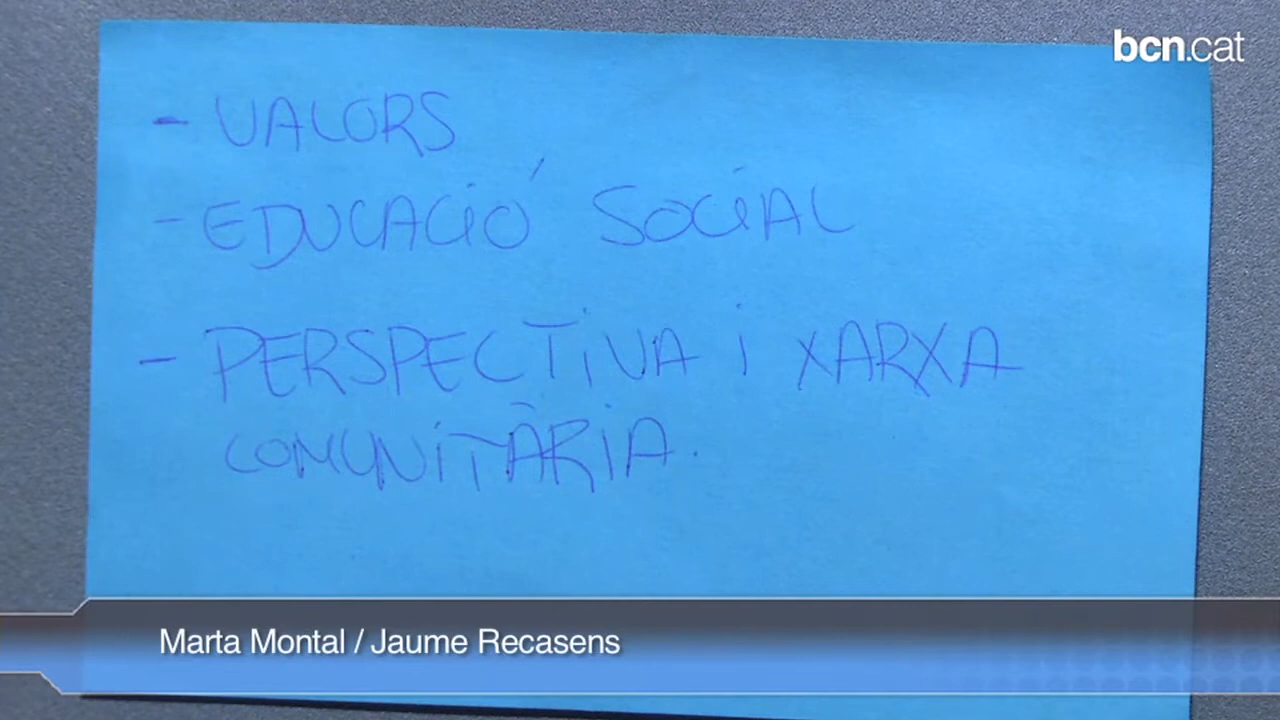 bcn.cat
- VALORS
- EDUCACIÓ SOCIAL
- PERSPECTIVA I XARXA
COMUNITÀRIA.
Marta Montal / Jaume Recasens